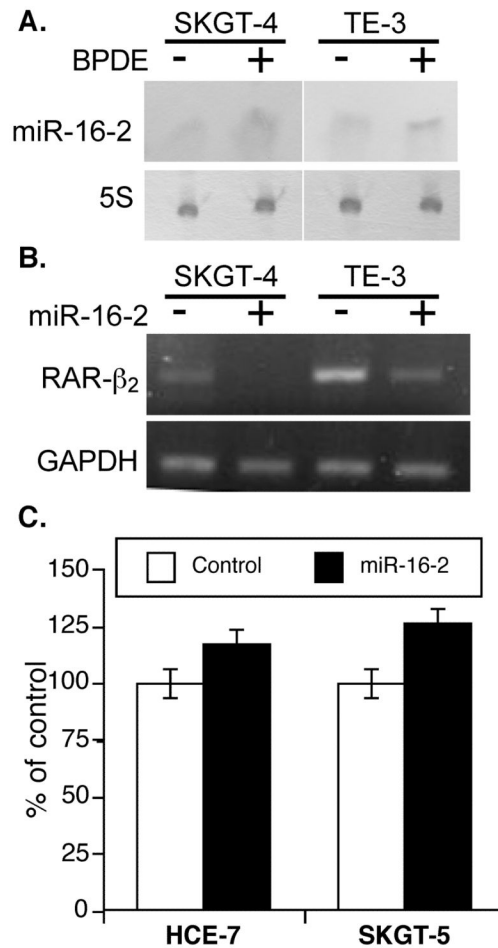 A.
SKGT-4 TE-3
BPDE - + - +
miR-16-2
5S
B.
SKGT-4 TE-3
miR-16-2 - + - +
RAR-β₂
GAPDH
C.
Control miR-16-2
150
125
100
75
50
25
0
% of control
HCE-7 SKGT-5